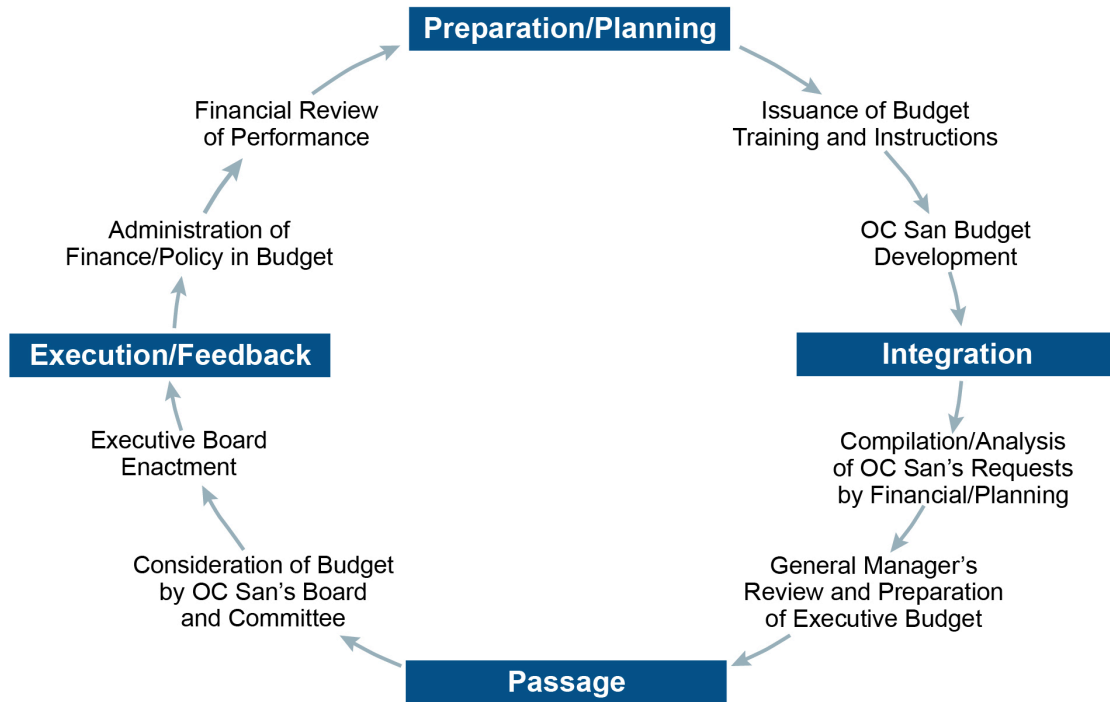 Preparation/Planning
Issuance of Budget
Training and Instructions
OC San Budget
Development
Integration
Compilation/Analysis
of OC San’s Requests
by Financial/Planning
General Manager’s
Review and Preparation
of Executive Budget
Passage
Consideration of Budget
by OC San’s Board
and Committee
Executive Board
Enactment
Execution/Feedback
Administration of
Finance/Policy in Budget
Financial Review
of Performance